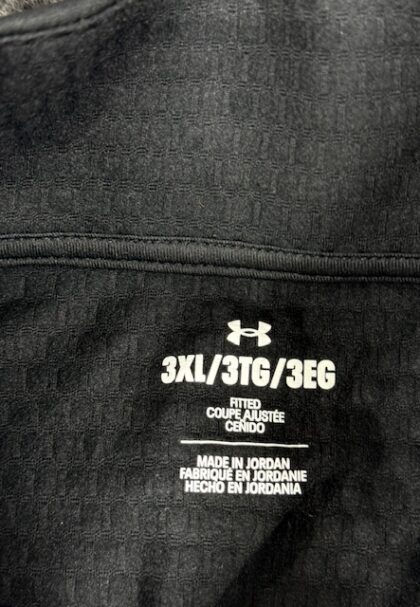 3XL/3TG/3EG
FITTED
COUPE AJUSTÉE
CEÑIDO
MADE IN JORDAN
FABRIQUÉ EN JORDANIE
HECHO EN JORDANIA